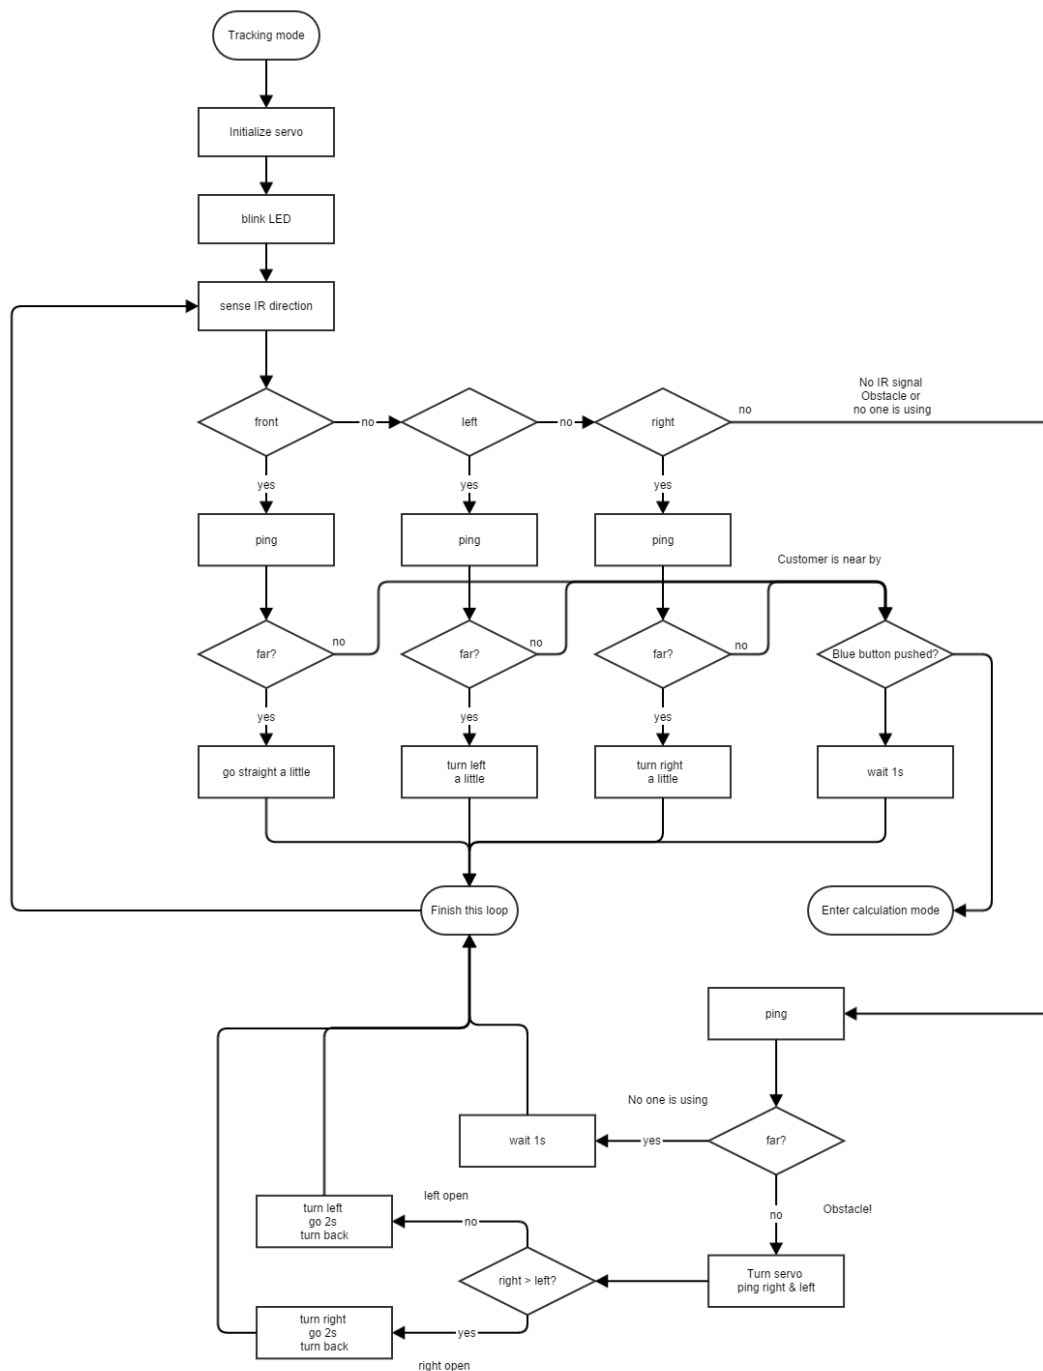 Tracking mode
Initialize servo
blink LED
sense IR direction
No IR signal
Obstacle or
no one is using
front
no
left
no
right
no
yes
yes
yes
ping
ping
ping
Customer is near by
far?
no
far?
no
far?
no
Blue button pushed?
yes
yes
yes
go straight a little
turn left
a little
turn right
a little
wait 1s
Finish this loop
Enter calculation mode
ping
No one is using
wait 1s
yes
far?
left open
turn left
go 2s
turn back
no
no
Obstacle!
right > left?
Turn servo
ping right & left
turn right
go 2s
turn back
yes
right open